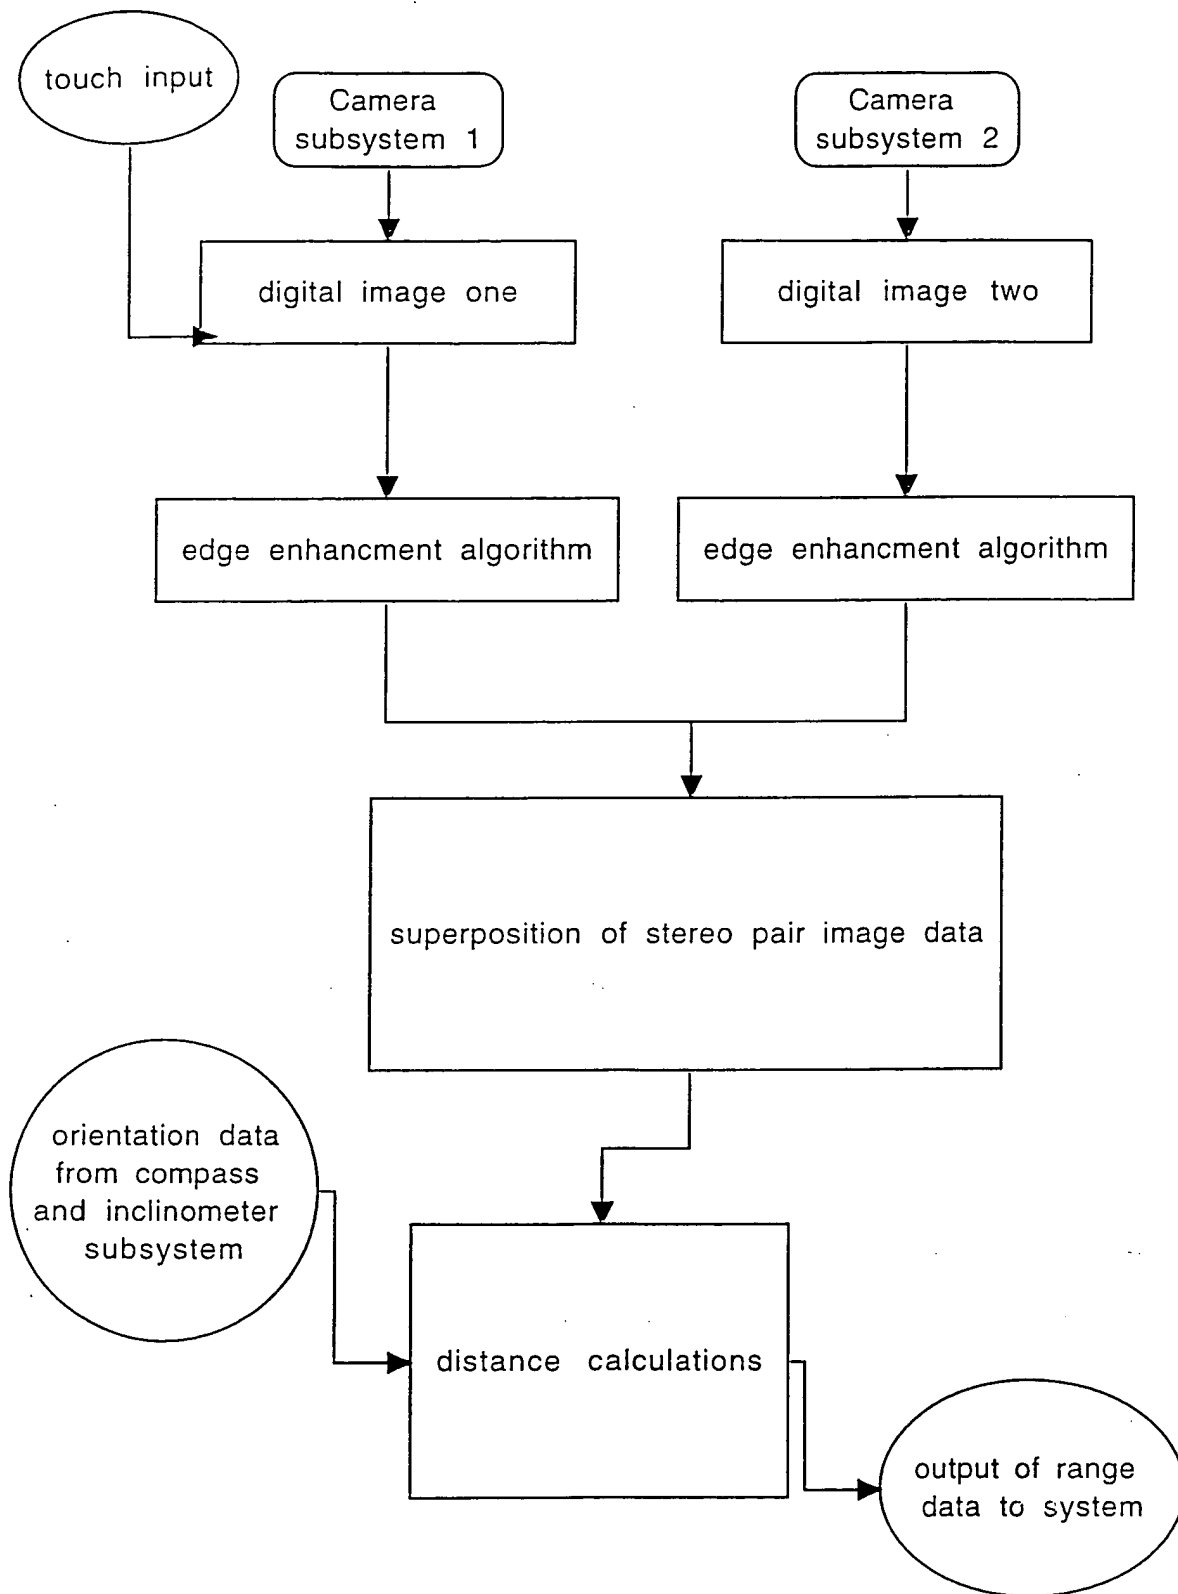 touch input
Camera
subsystem 1
Camera
subsystem 2
digital image one
digital image two
edge enhancment algorithm
edge enhancment algorithm
superposition of stereo pair image data
orientation data
from compass
and inclinometer
subsystem
distance calculations
output of range
data to system